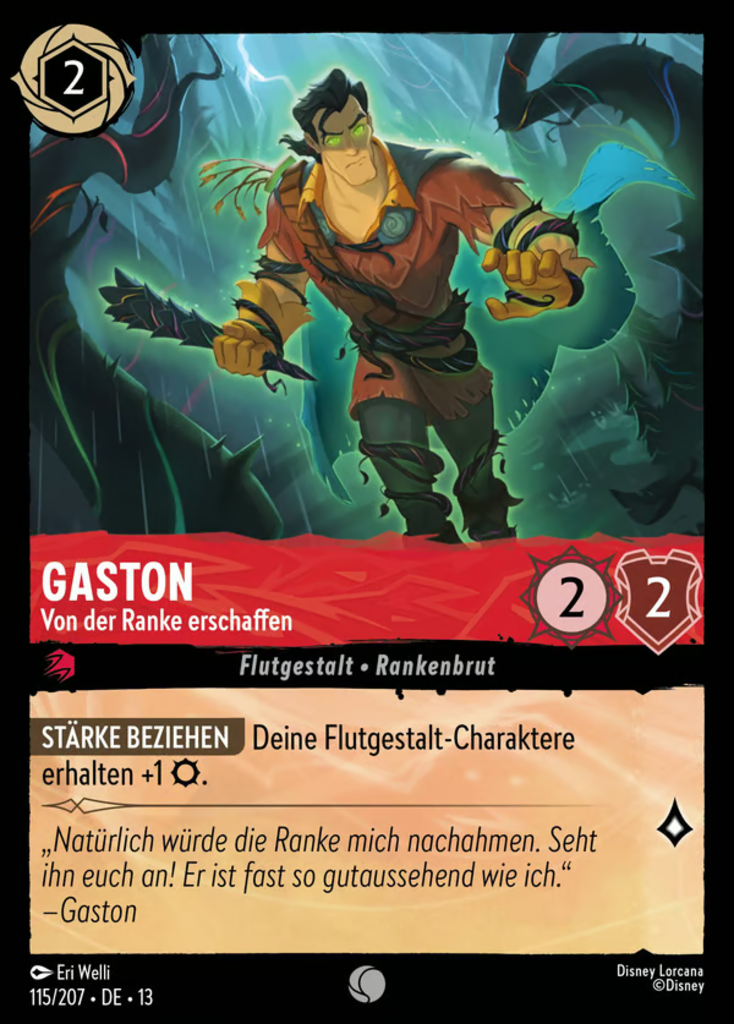 2
GASTON
Von der Ranke erschaffen
2
2
Flutgestalt • Rankenbrut
STÄRKE BEZIEHEN Deine Flutgestalt-Charaktere
erhalten +1 .
„Natürlich würde die Ranke mich nachahmen. Seht
ihn euch an! Er ist fast so gutaussehend wie ich.“
–Gaston
Eri Welli
115/207 • DE • 13
Disney Lorcana
©Disney